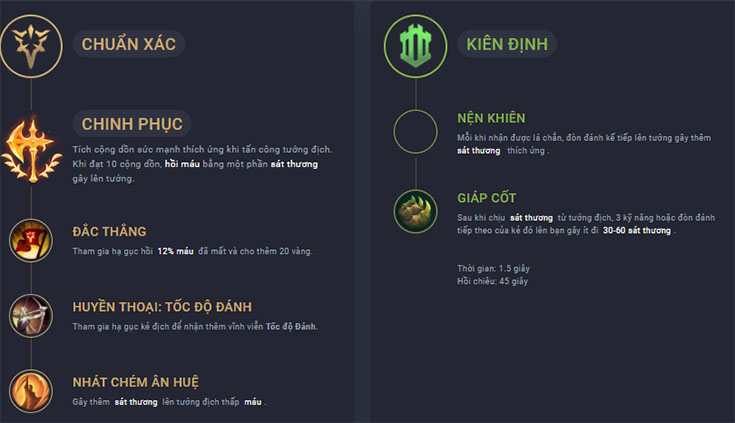 CHUẨN XÁC
CHINH PHỤC
Tích cộng dồn sức mạnh thích ứng khi tấn công tướng địch.
Khi đạt 10 cộng dồn, hồi máu bằng một phần sát thương
gây lên tướng.
ĐẮC THẮNG
Tham gia hạ gục hồi 12% máu đã mất và cho thêm 20 vàng.
HUYỀN THOẠI: TỐC ĐỘ ĐÁNH
Tham gia hạ gục kẻ địch để nhận thêm vĩnh viễn Tốc độ Đánh.
NHÁT CHÉM ÂN HUỆ
Gây thêm sát thương lên tướng địch thấp máu .
KIÊN ĐỊNH
NỆN KHIÊN
Mỗi khi nhận được lá chắn, đòn đánh kế tiếp lên tướng gây thêm
sát thương thích ứng .
GIÁP CỐT
Sau khi chịu sát thương từ tướng địch, 3 kỹ năng hoặc đòn đánh
tiếp theo của kẻ đó lên bạn gây ít đi 30-60 sát thương .
Thời gian: 1.5 giây
Hồi chiêu: 45 giây